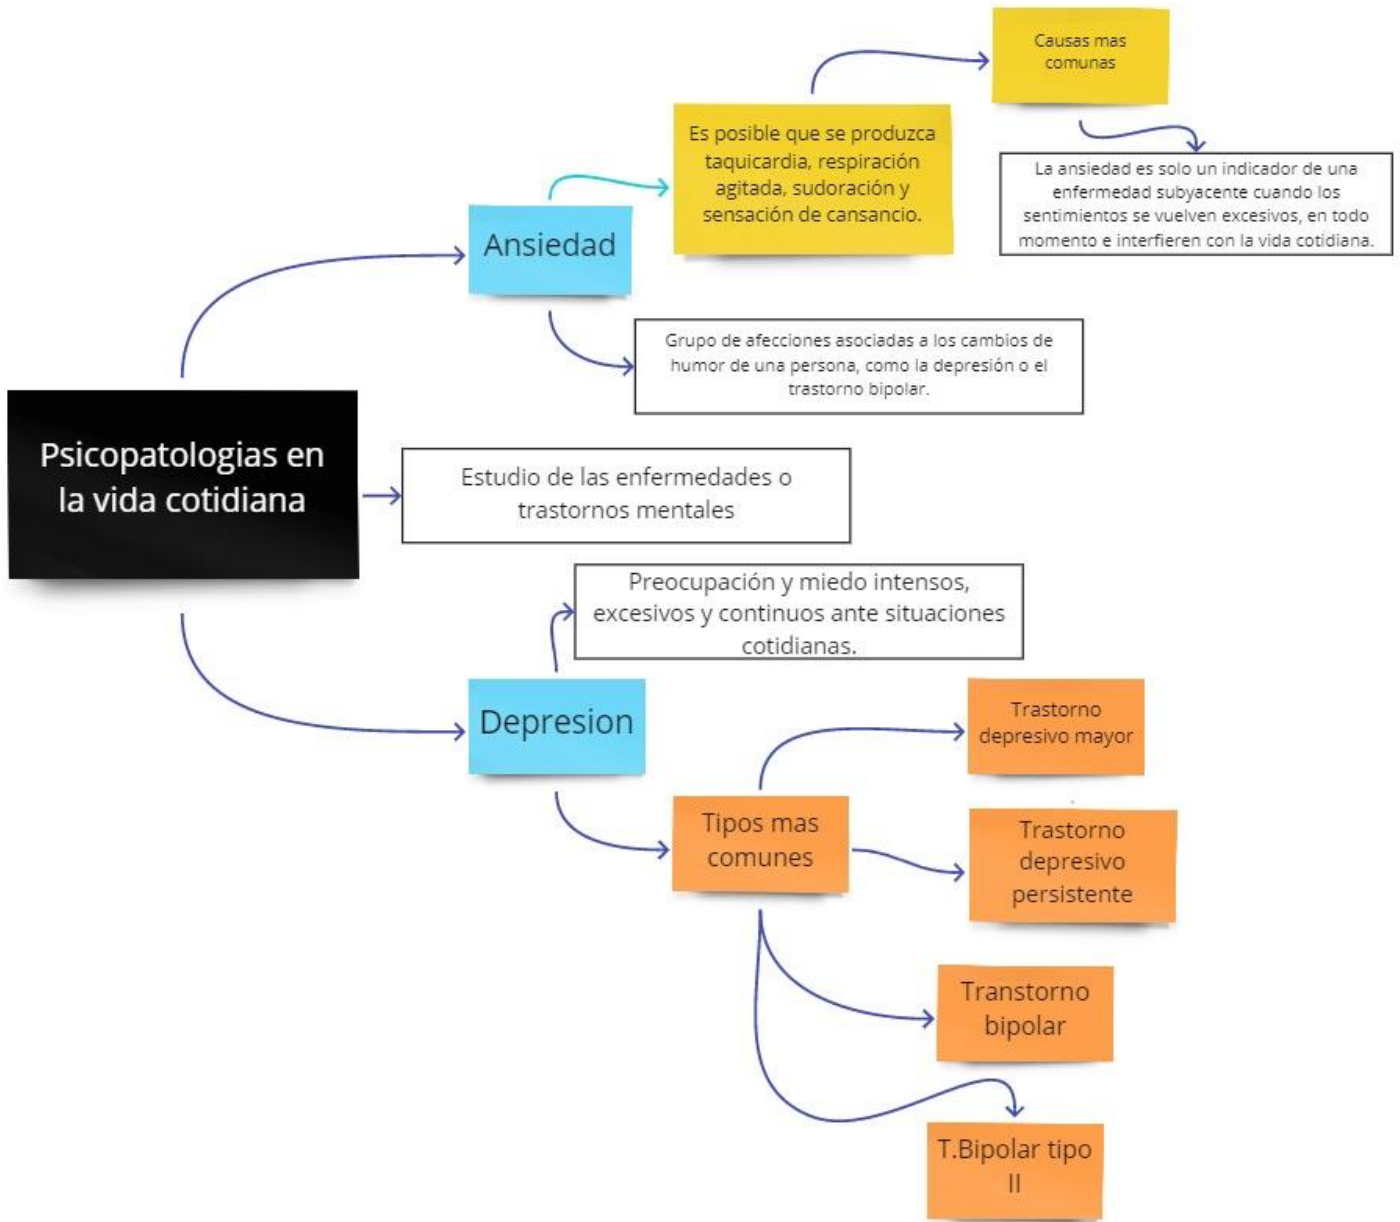 Causas mas
comunas
Es posible que se produzca
taquicardia, respiración
agitada, sudoración y
sensación de cansancio.
La ansiedad es solo un indicador de una
enfermedad subyacente cuando los
sentimientos se vuelven excesivos, en todo
momento e interfieren con la vida cotidiana.
Ansiedad
Grupo de afecciones asociadas a los cambios de
humor de una persona, como la depresión o el
trastorno bipolar.
Psicopatologias en
la vida cotidiana
Estudio de las enfermedades o
trastornos mentales
Preocupación y miedo intensos,
excesivos y continuos ante situaciones
cotidianas.
Depresion
Trastorno
depresivo mayor
Tipos mas
comunes
Trastorno
depresivo
persistente
Transtorno
bipolar
T.Bipolar tipo
II